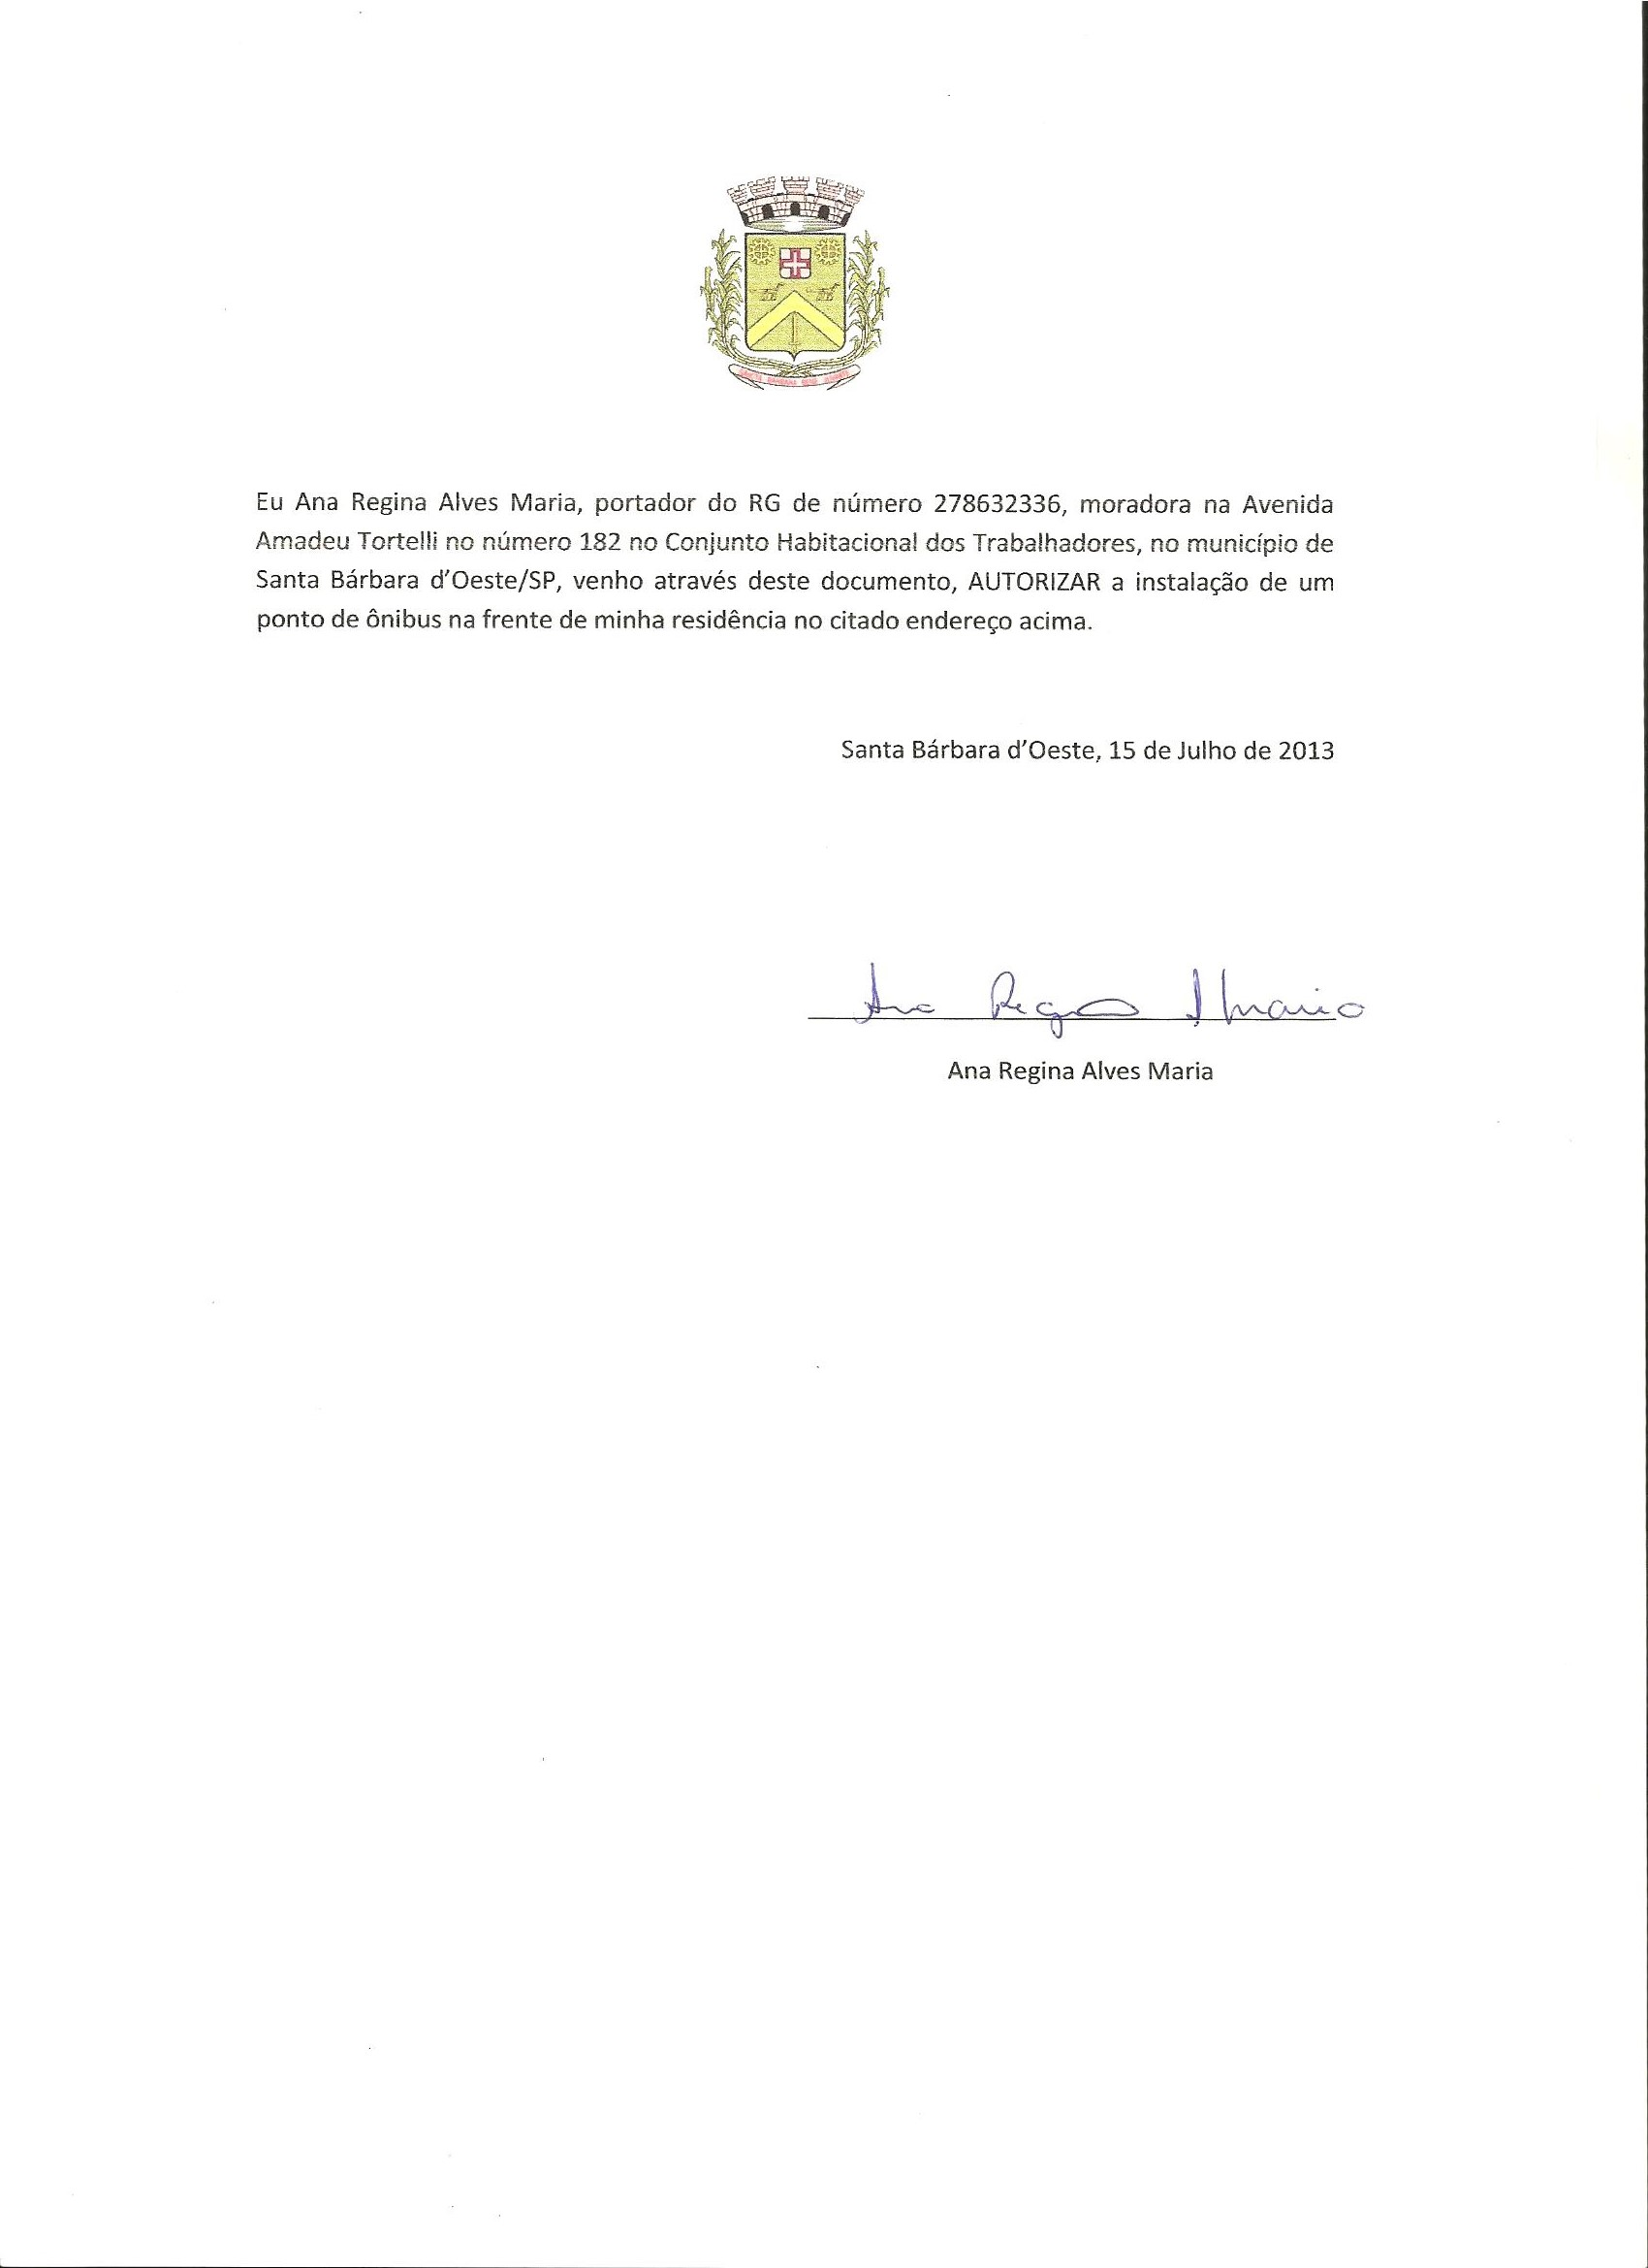 Eu Ana Regina Alves Maria, portador do RG de número 278632336, moradora na Avenida
Amadeu Tortelli no número 182 no Conjunto Habitacional dos Trabalhadores, no município de
Santa Bárbara d'Oeste/SP, venho através deste documento, AUTORIZAR a instalação de um
ponto de ônibus na frente de minha residência no citado endereço acima.
Santa Bárbara d'Oeste, 15 de Julho de 2013
Ana Regina A Maria
Ana Regina Alves Maria